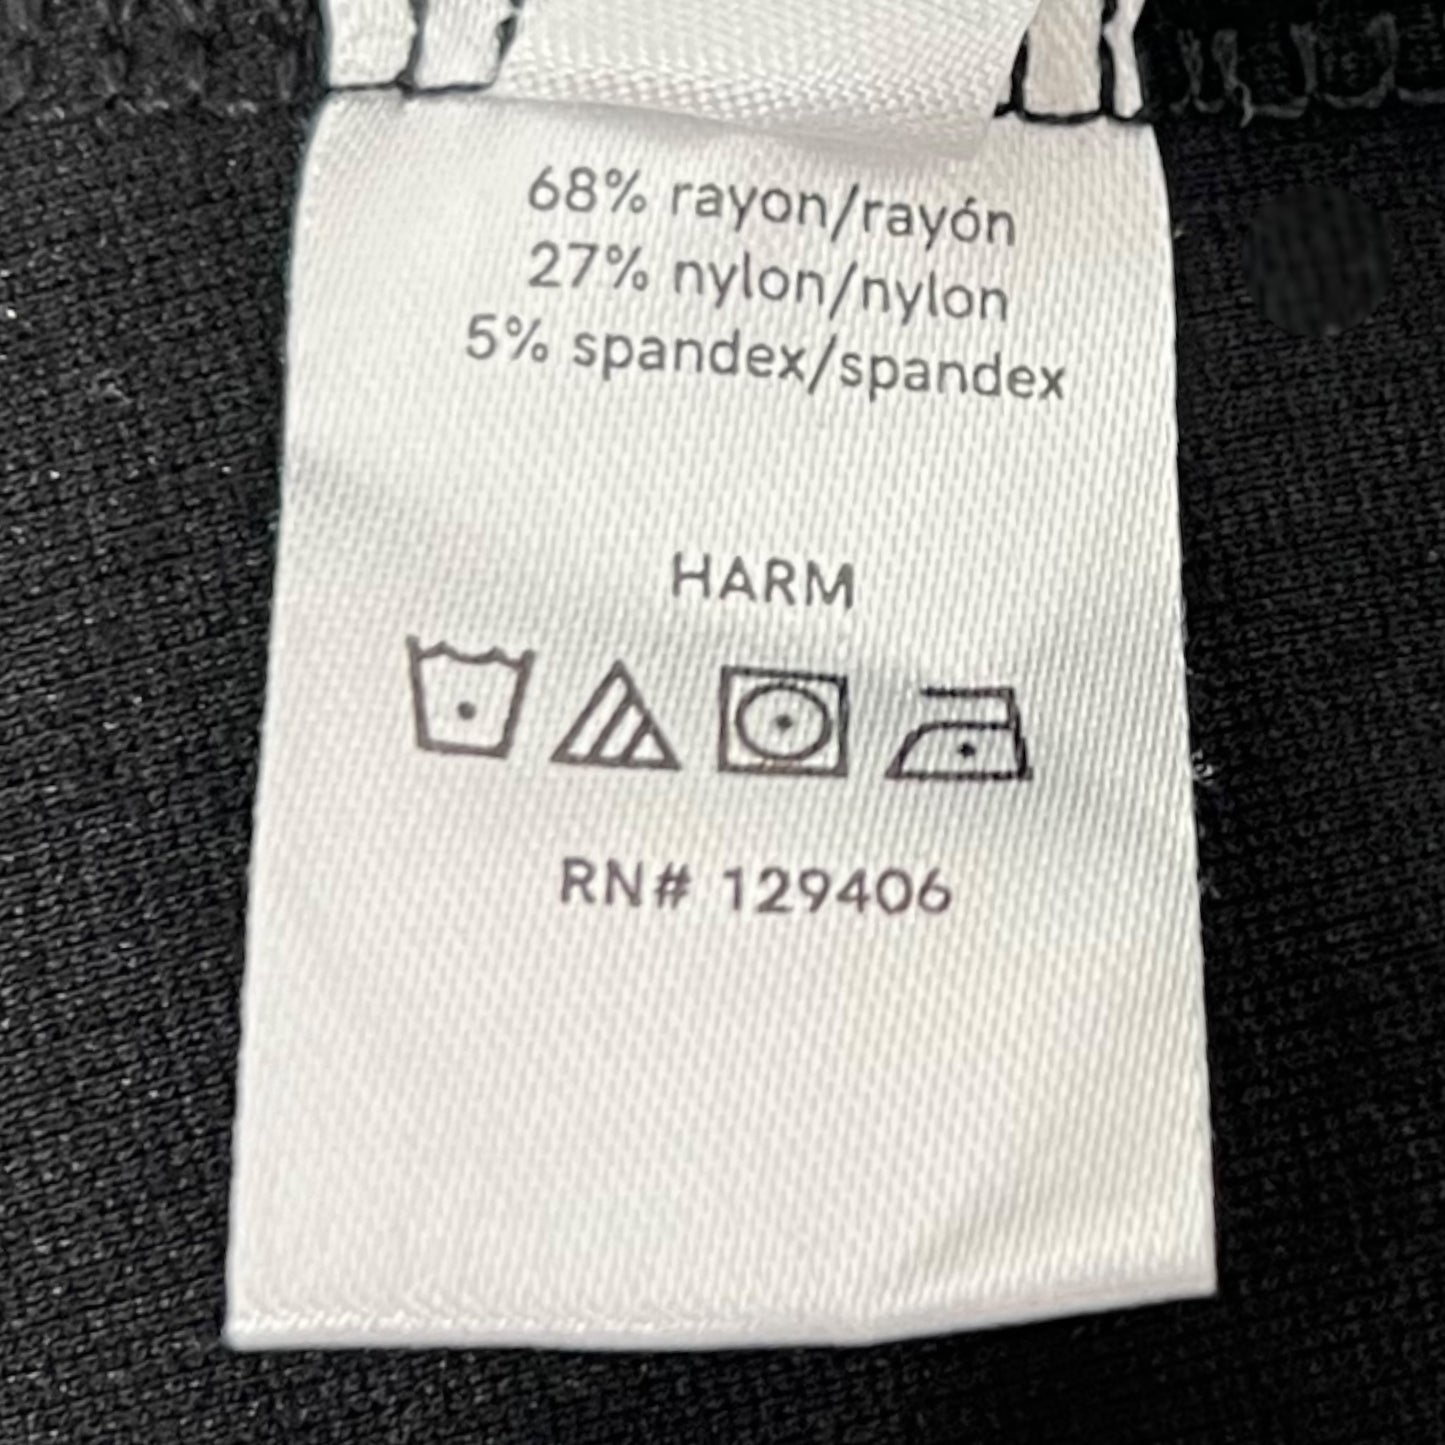 68% rayon/rayón
27% nylon/nylon
5% spandex/spandex
HARM
RN# 129406